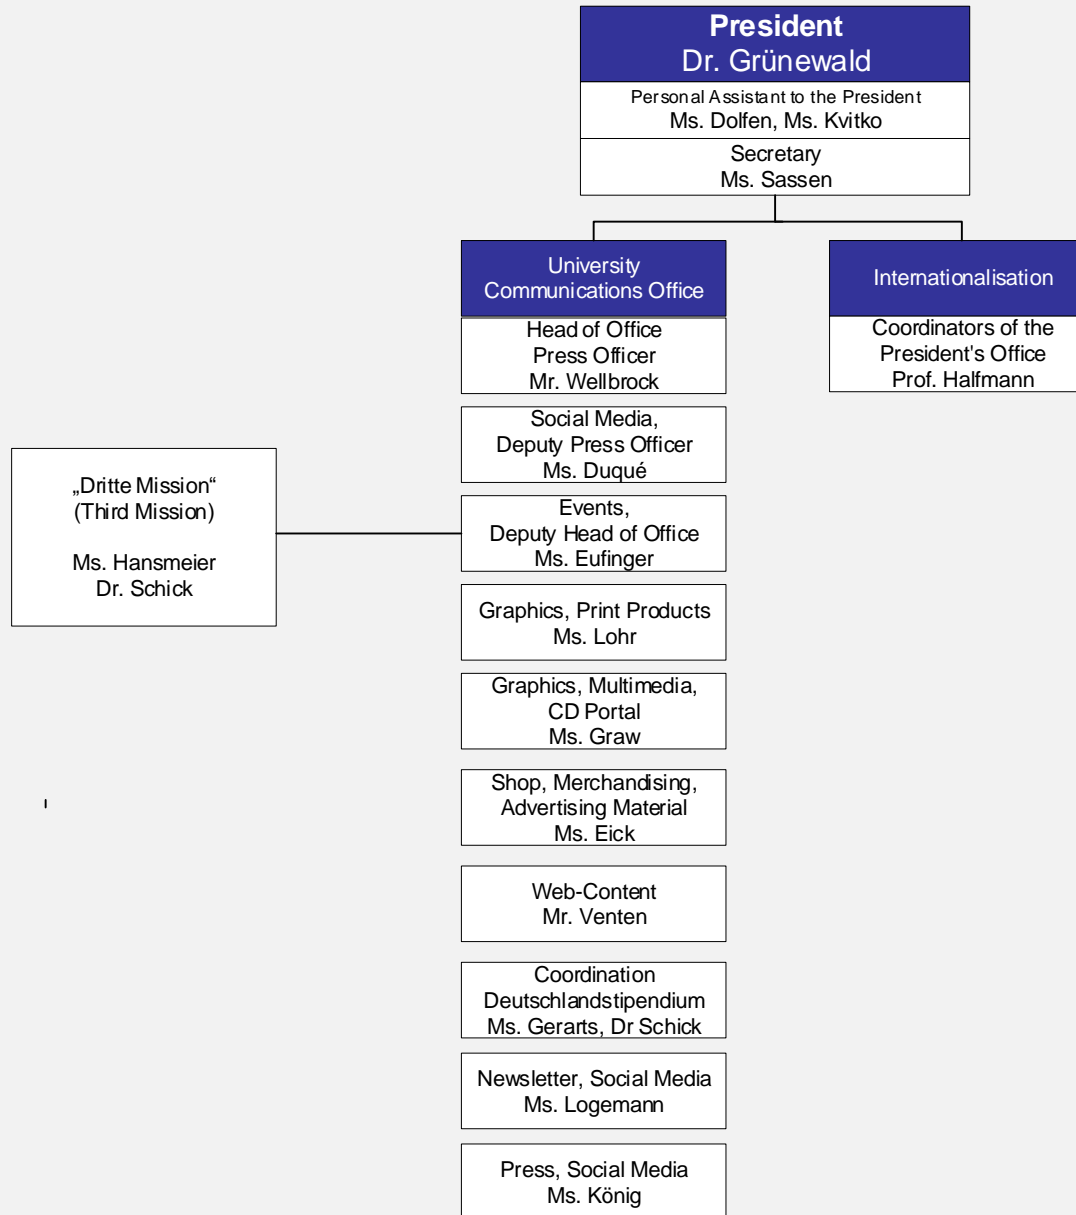 President
Dr. Grünewald
Personal Assistant to the President
Ms. Dolfen, Ms. Kvitko
Secretary
Ms. Sassen
University
Communications Office
Head of Office
Press Officer
Mr. Wellbrock
Social Media,
Deputy Press Officer
Ms. Duqué
Events,
Deputy Head of Office
Ms. Eufinger
Graphics, Print Products
Ms. Lohr
Graphics, Multimedia,
CD Portal
Ms. Graw
Shop, Merchandising,
Advertising Material
Ms. Eick
Web-Content
Mr. Venten
Coordination
Deutschlandstipendium
Ms. Gerarts, Dr Schick
Newsletter, Social Media
Ms. Logemann
Press, Social Media
Ms. König
Internationalisation
Coordinators of the
President's Office
Prof. Halfmann
„Dritte Mission“
(Third Mission)
Ms. Hansmeier
Dr. Schick